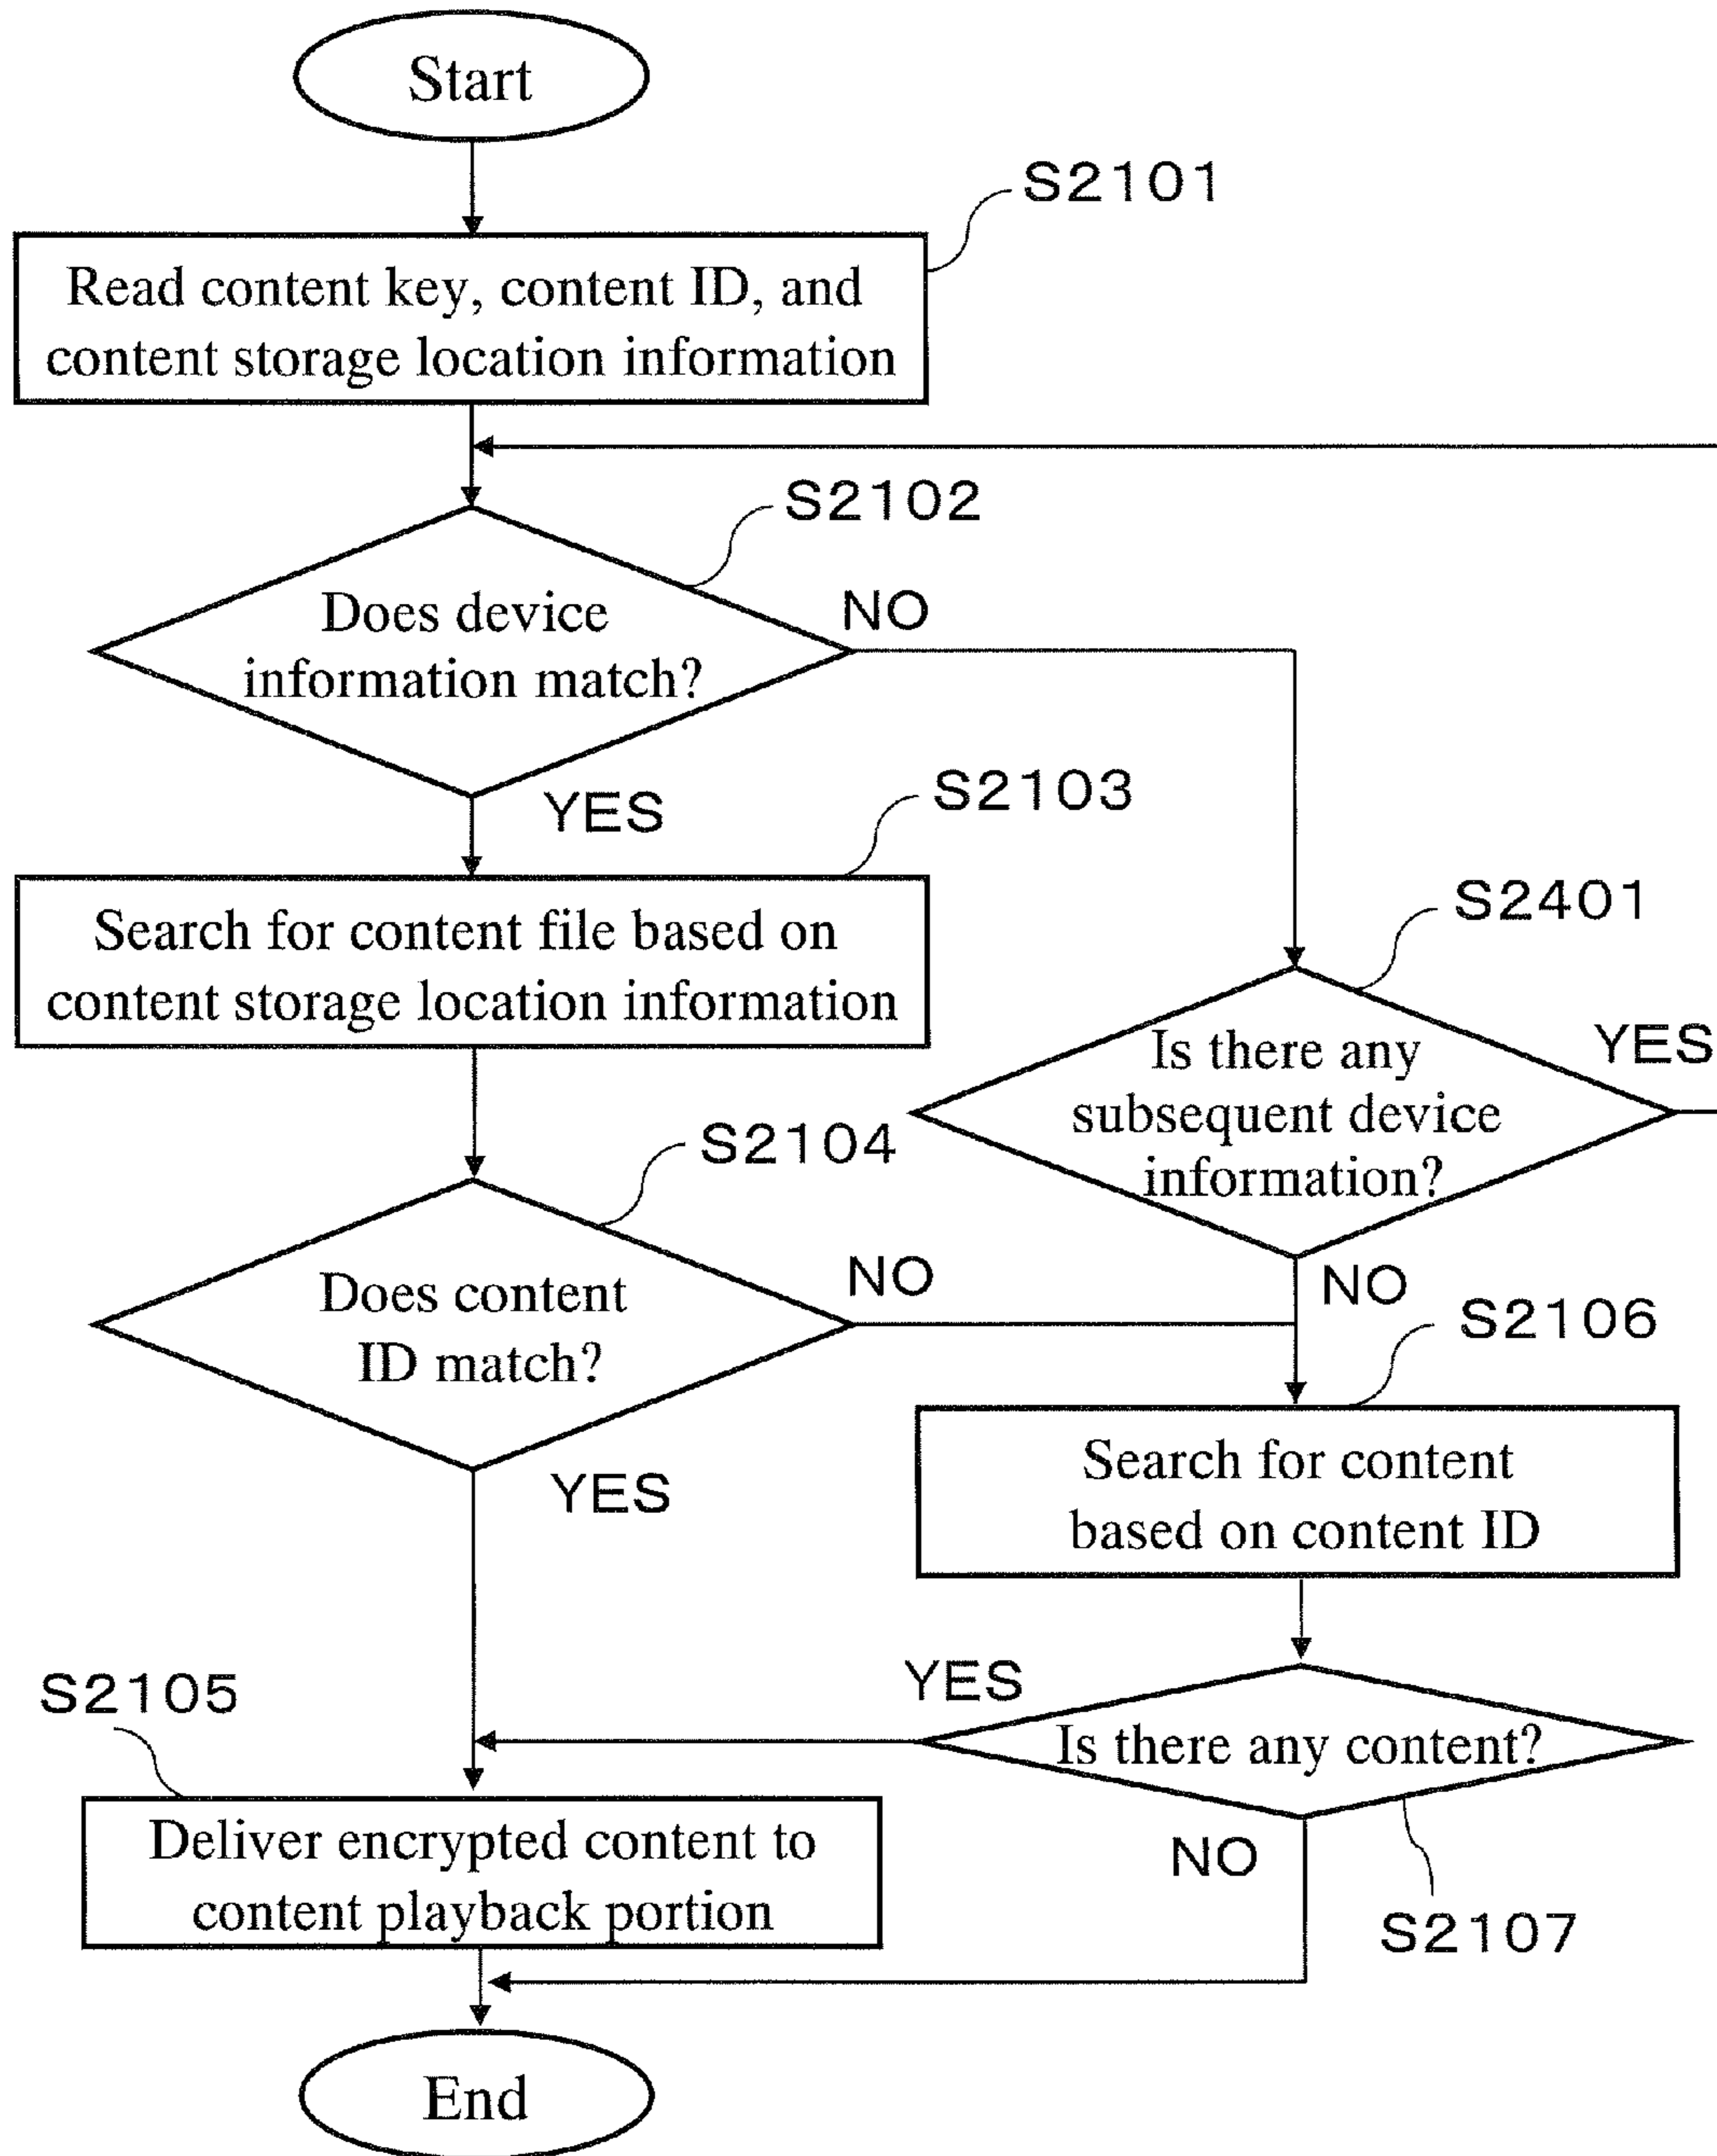 Start
S2101
Read content key, content ID, and
content storage location information
S2102
Does device
information match?
NO
YES
S2103
Search for content file based on
content storage location information
S2401
Is there any
subsequent device
information?
YES
NO
S2104
Does content
ID match?
NO
YES
S2106
Search for content
based on content ID
S2105
YES
Is there any content?
NO
S2107
Deliver encrypted content to
content playback portion
End